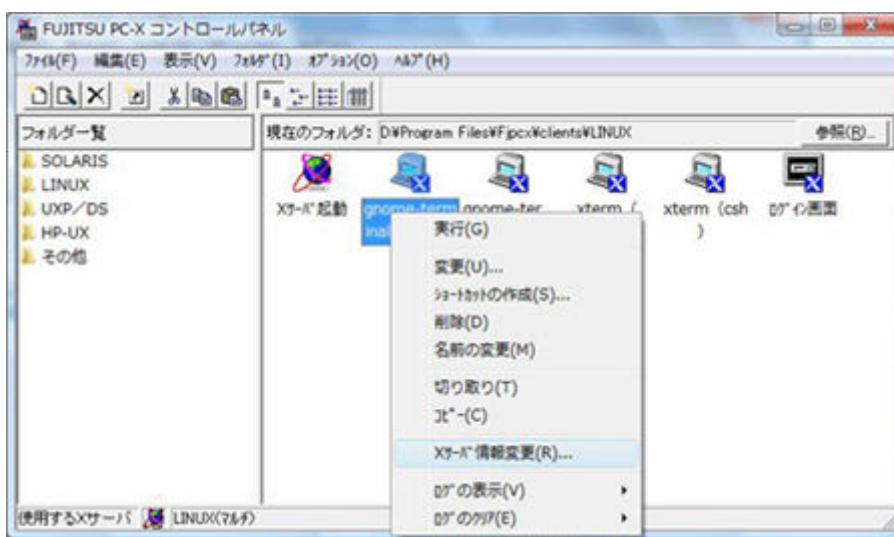 FUJITSU PC-X コントロールパネル
ﾌｧｲﾙ(F) 編集(E) 表示(V) ﾌｫﾙﾀﾞ(I) ｵﾌﾟｼｮﾝ(O) ﾍﾙﾌﾟ(H)
フォルダ一覧
現在のフォルダ: D¥Program Files¥Fjpcx¥clients¥LINUX
参照(R)...
SOLARIS
LINUX
UXP/DS
HP-UX
その他
Xｻｰﾊﾞ起動
gnome-term
inal
gnome-ter
xterm (
xterm (csh
)
ﾛｸﾞｲﾝ画面
実行(G)
変更(U)...
ｼｮｰﾄｶｯﾄの作成(S)...
削除(D)
名前の変更(M)
切り取り(T)
ｺﾋﾟｰ(C)
Xｻｰﾊﾞ情報変更(R)...
ﾛｸﾞの表示(V)
ﾛｸﾞのｸﾘｱ(E)
使用するXサーバ
LINUX(ﾏﾙﾁ)